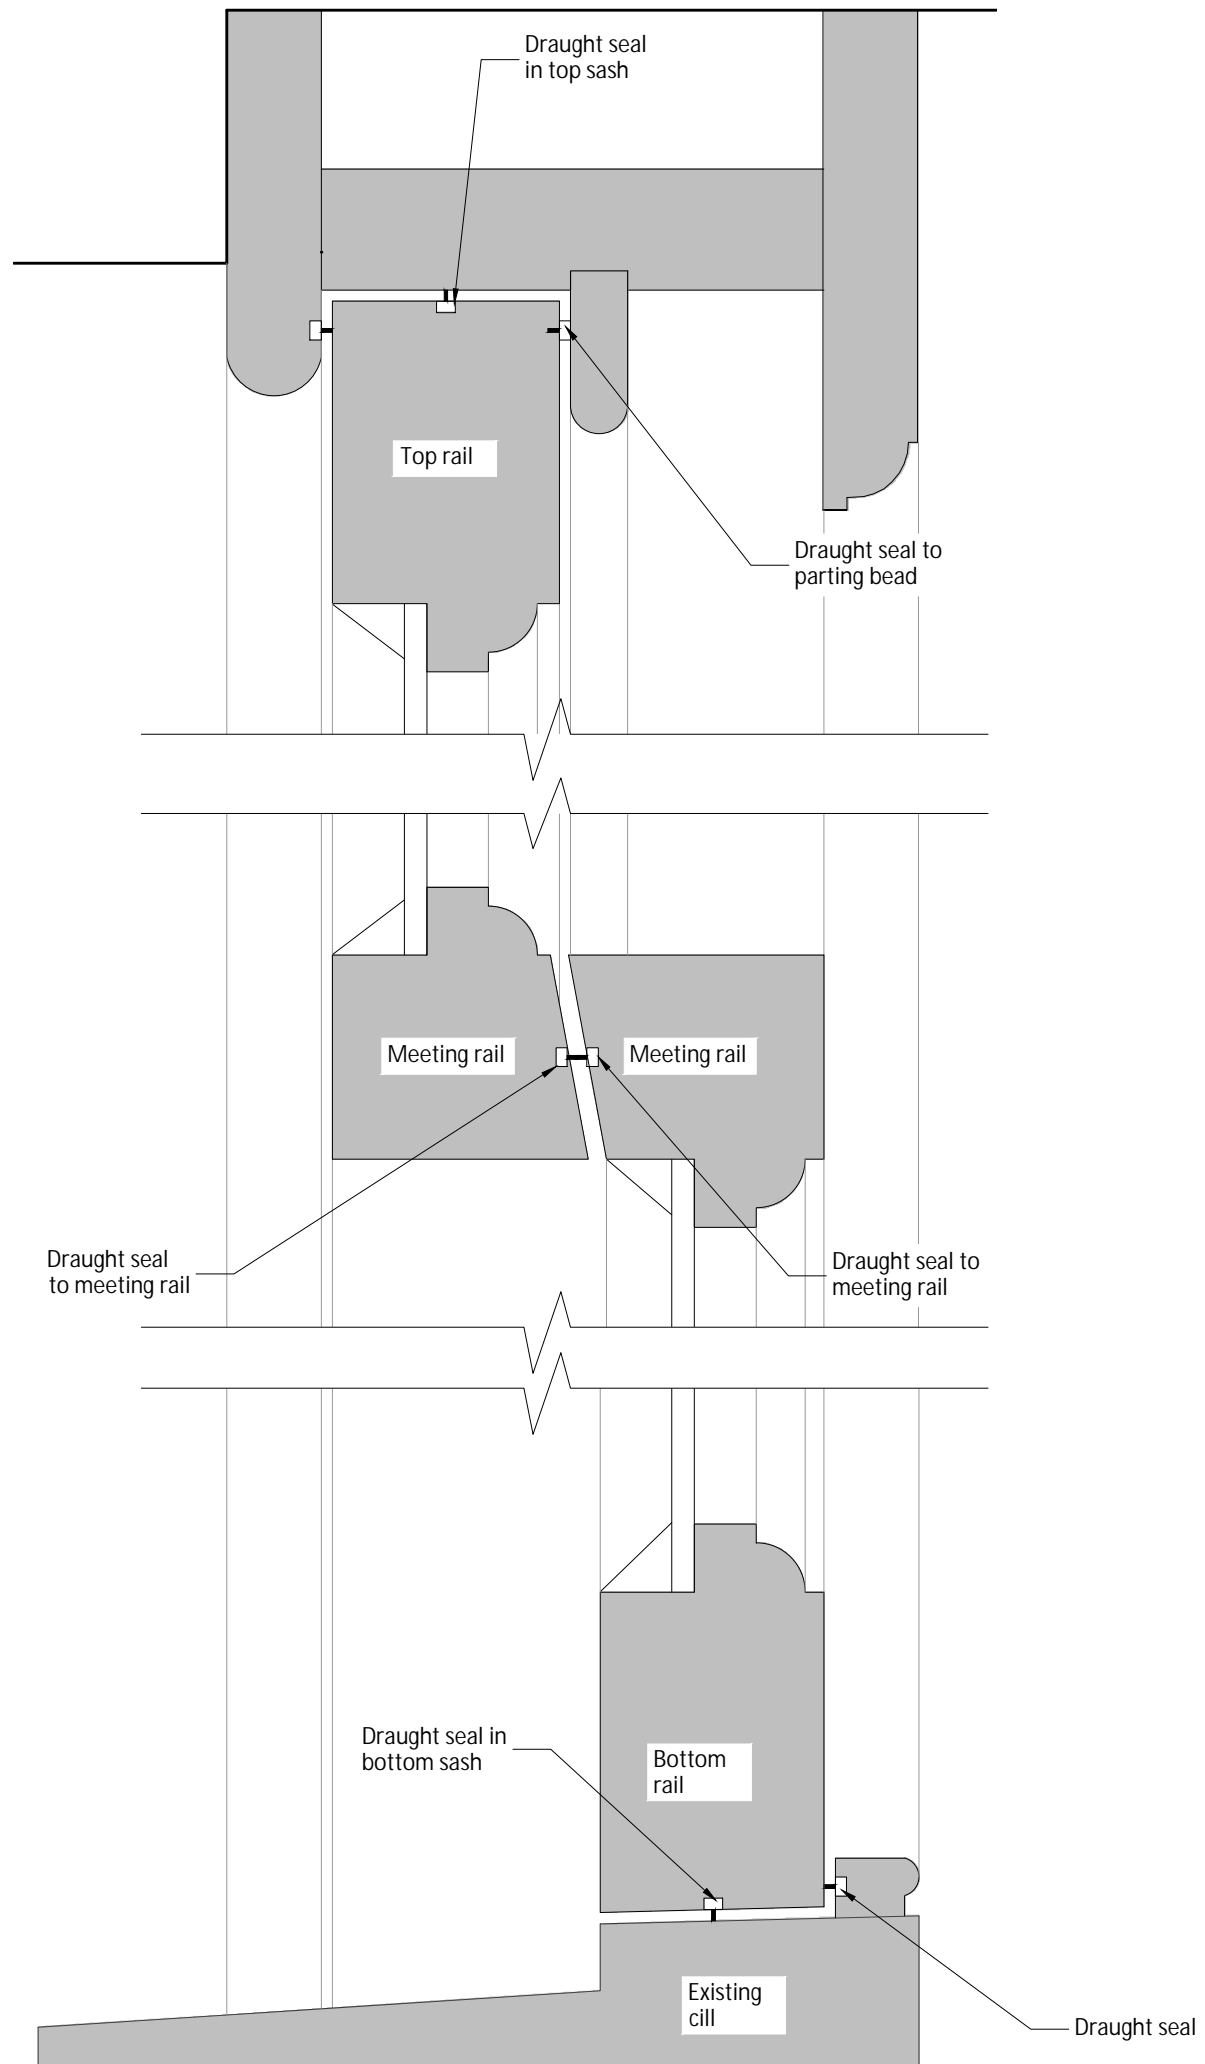 Draught seal
in top sash
Top rail
Draught seal to
parting bead
Meeting rail
Meeting rail
Draught seal
to meeting rail
Draught seal to
meeting rail
Draught seal in
bottom sash
Bottom
rail
Existing
cill
Draught seal